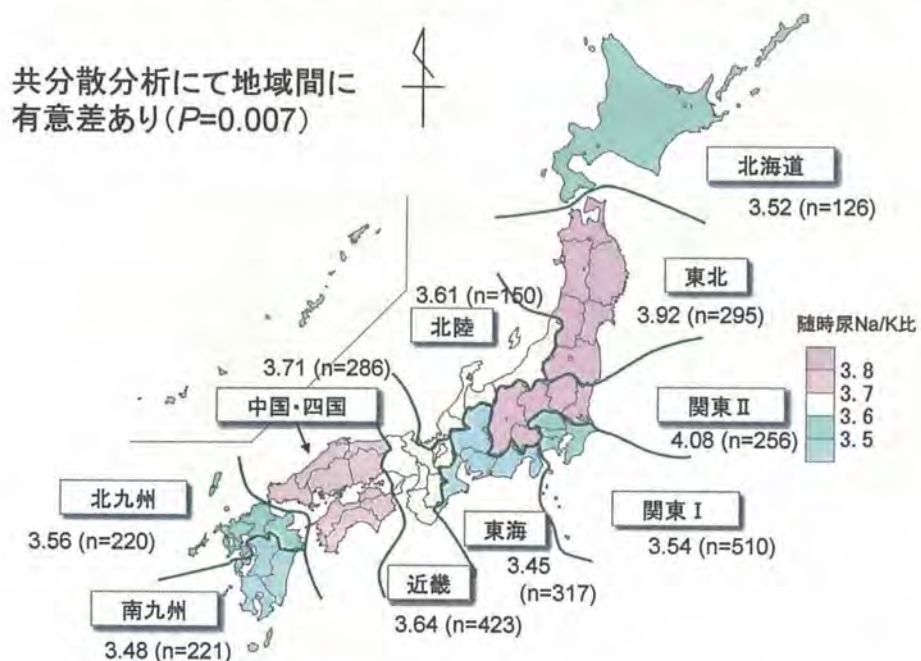 共分散分析にて地域間に
有意差あり(P=0.007)
北海道
3.52 (n=126)
東北
3.92 (n=295)
3.61 (n=150)
北陸
3.71 (n=286)
中国・四国
随時尿Na/K比
3.8
3.7
3.6
3.5
関東Ⅱ
4.08 (n=256)
関東Ⅰ
3.54 (n=510)
東海
3.45
(n=317)
近畿
3.64 (n=423)
北九州
3.56 (n=220)
南九州
3.48 (n=221)